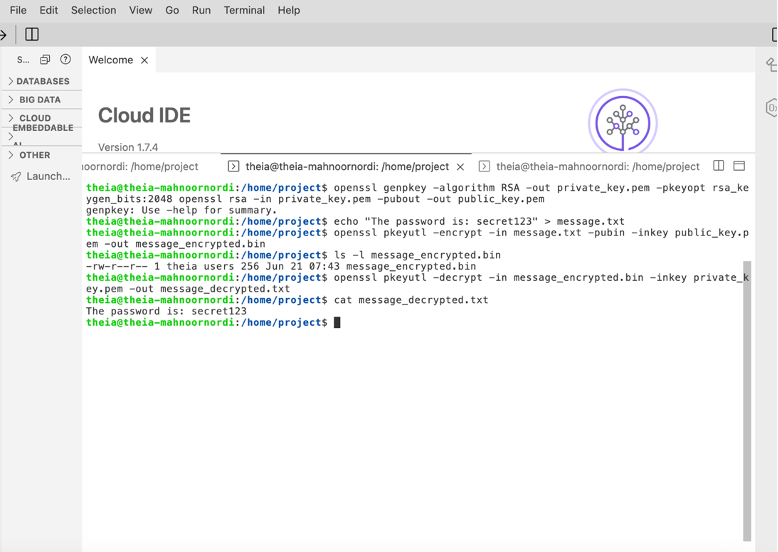 File Edit Selection View Go Run Terminal Help
S...
Welcome
DATABASES
BIG DATA
CLOUD
EMBEDDABLE
OTHER
Launch...
Cloud IDE
Version 1.7.4
oornordi: /home/project
theia@theia-mahnoornordi: /home/project
theia@theia-mahnoornordi: /home/project
theia@theia-mahnoornordi:/home/project$ openssl genpkey -algorithm RSA -out private_key.pem -pkeyopt rsa_ke
ygen_bits:2048 openssl rsa -in private_key.pem -pubout -out public_key.pem
genpkey: Use -help for summary.
theia@theia-mahnoornordi:/home/project$ echo "The password is: secret123" > message.txt
theia@theia-mahnoornordi:/home/project$ openssl pkeyutl -encrypt -in message.txt -pubin -inkey public_key.p
em -out message_encrypted.bin
theia@theia-mahnoornordi:/home/project$ ls -l message_encrypted.bin
-rw-r--r-- 1 theia users 256 Jun 21 07:43 message_encrypted.bin
theia@theia-mahnoornordi:/home/project$ openssl pkeyutl -decrypt -in message_encrypted.bin -inkey private_k
ey.pem -out message_decrypted.txt
theia@theia-mahnoornordi:/home/project$ cat message_decrypted.txt
The password is: secret123
theia@theia-mahnoornordi:/home/project$